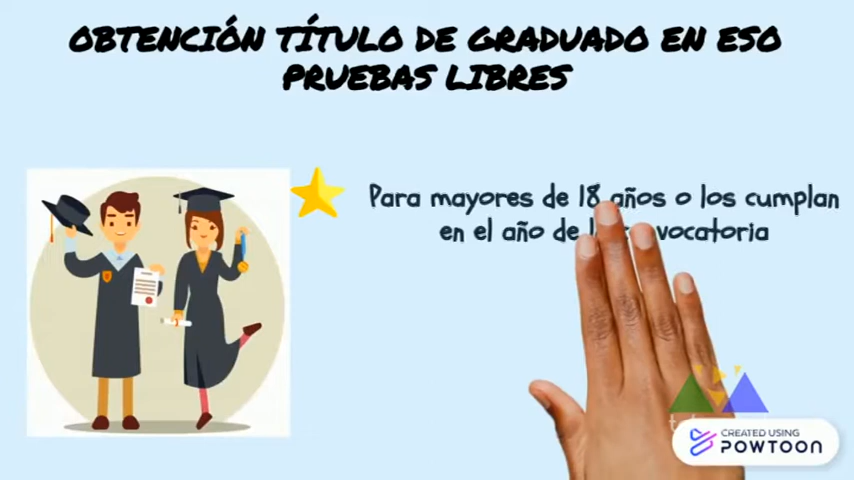 OBTENCIÓN TÍTULO DE GRADUADO EN ESO
PRUEBAS LIBRES
Para mayores de 18 años o los cumplan
en el año de vocatoria
CREATED USING
POWTOON